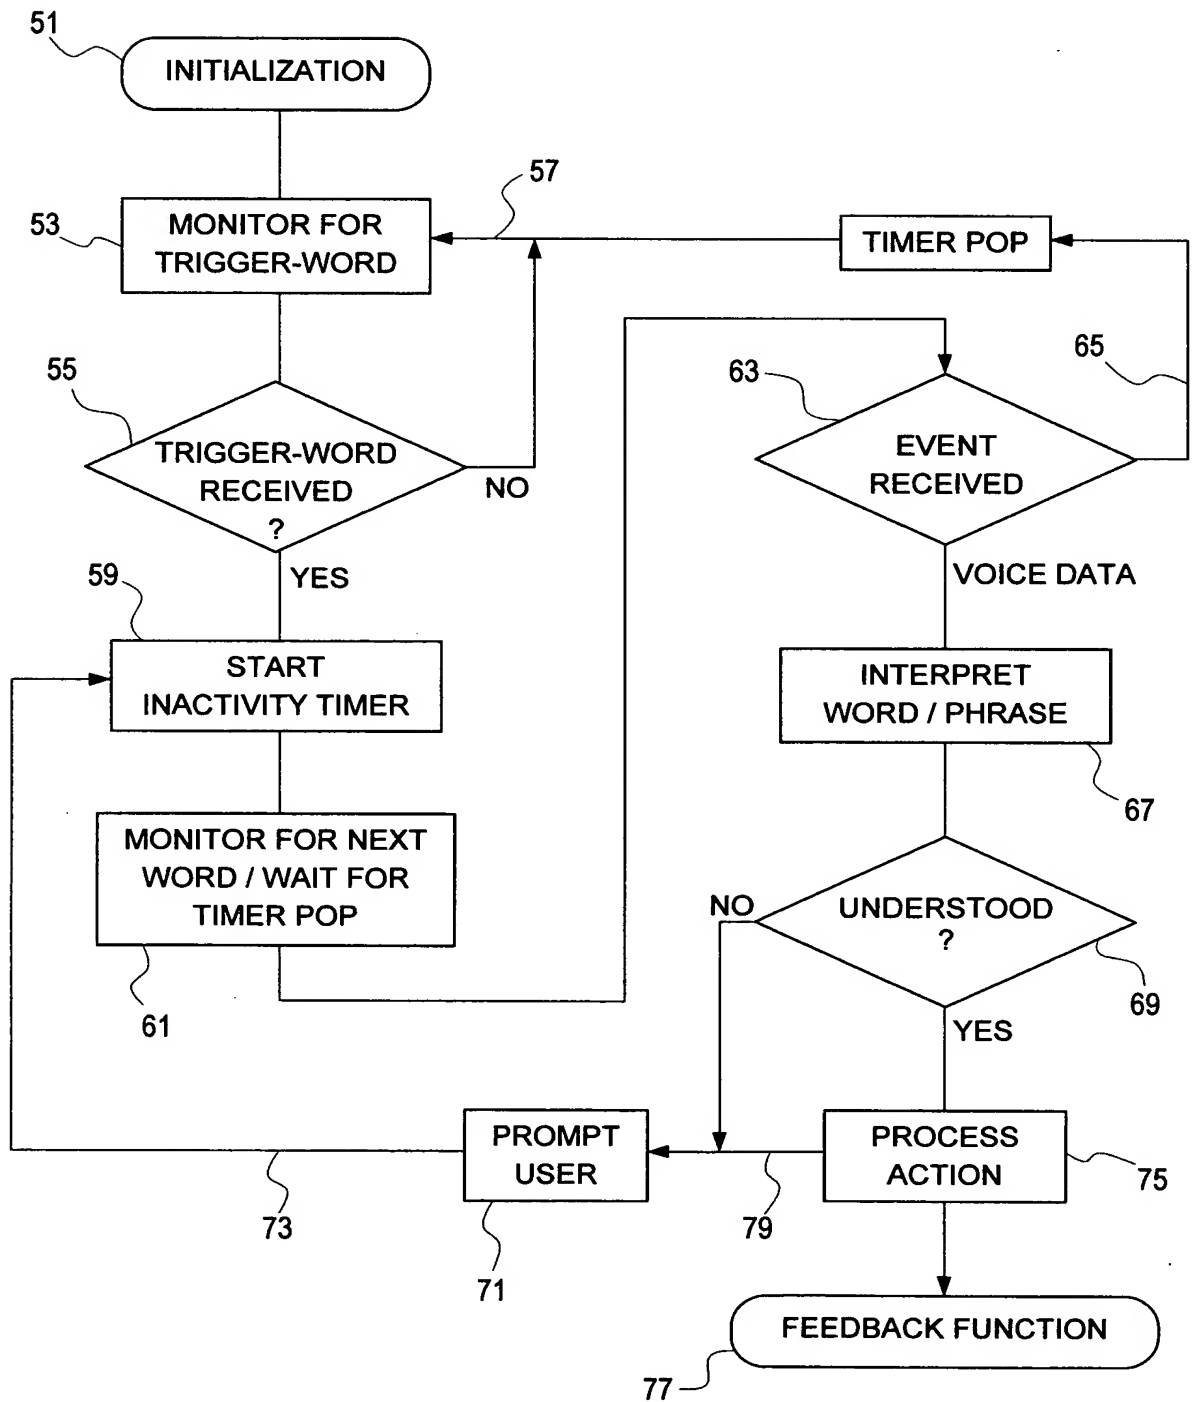 51
INITIALIZATION
57
53
MONITOR FOR
TRIGGER-WORD
TIMER POP
65
55
63
TRIGGER-WORD
RECEIVED
?
NO
EVENT
RECEIVED
YES
VOICE DATA
59
START
INACTIVITY TIMER
INTERPRET
WORD / PHRASE
67
MONITOR FOR NEXT
WORD / WAIT FOR
TIMER POP
61
NO
UNDERSTOOD
?
69
YES
PROMPT
USER
PROCESS
ACTION
75
73
79
71
FEEDBACK FUNCTION
77